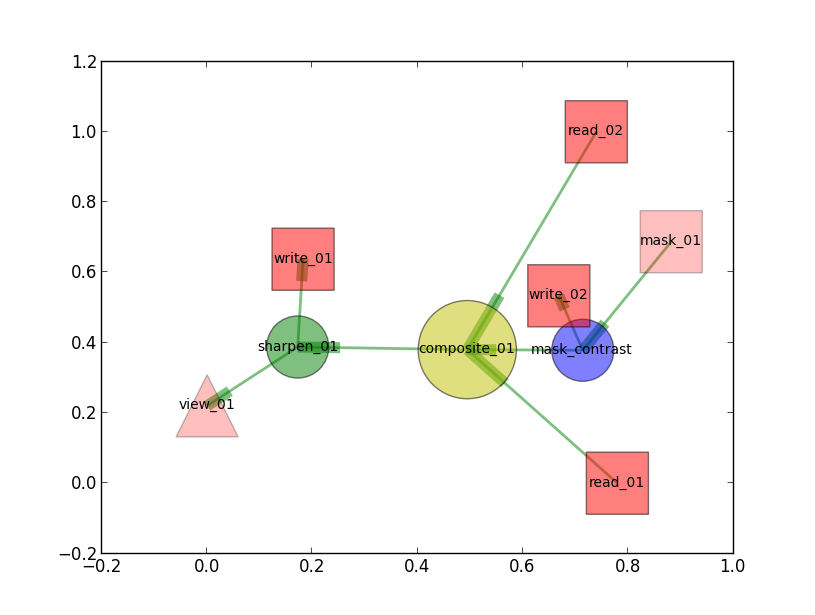 1.2
1.0
0.8
0.6
0.4
0.2
0.0
−0.2
read_02
mask_01
write_01
write_02
sharpen_01
composite_01
mask_contrast
view_01
read_01
−0.2
0.0
0.2
0.4
0.6
0.8
1.0